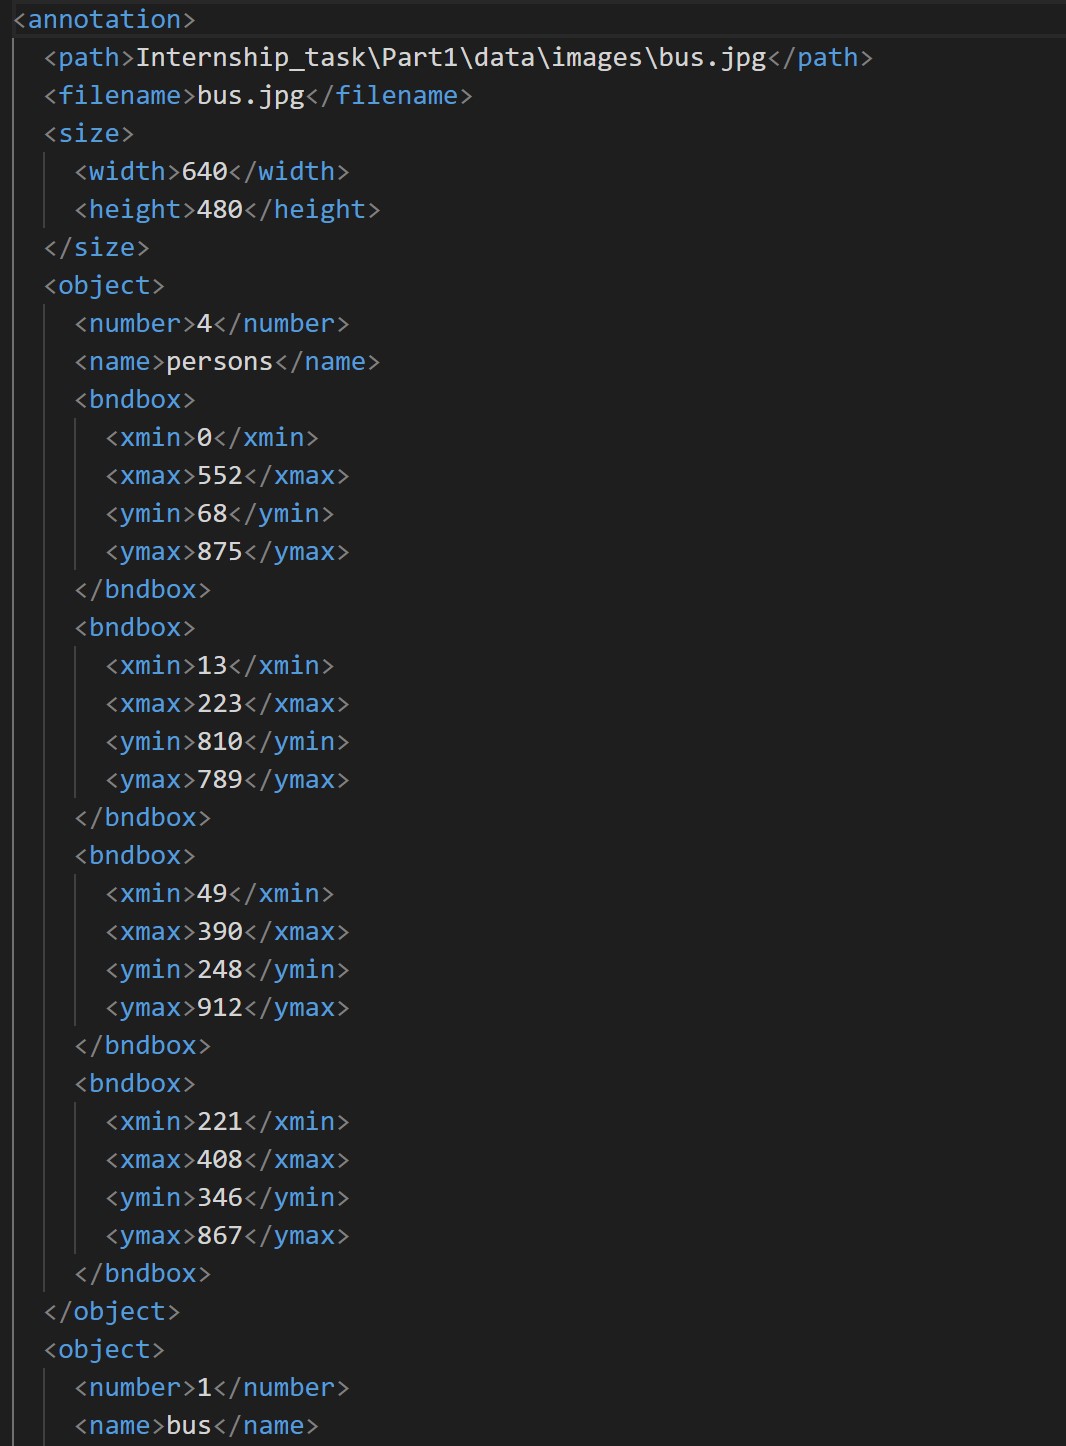 <annotation>
<path>Internship_task\Part1\data\images\bus.jpg</path>
<filename>bus.jpg</filename>
<size>
<width>640</width>
<height>480</height>
</size>
<object>
<number>4</number>
<name>persons</name>
<bndbox>
<xmin>0</xmin>
<xmax>552</xmax>
<ymin>68</ymin>
<ymax>875</ymax>
</bndbox>
<bndbox>
<xmin>13</xmin>
<xmax>223</xmax>
<ymin>810</ymin>
<ymax>789</ymax>
</bndbox>
<bndbox>
<xmin>49</xmin>
<xmax>390</xmax>
<ymin>248</ymin>
<ymax>912</ymax>
</bndbox>
<bndbox>
<xmin>221</xmin>
<xmax>408</xmax>
<ymin>346</ymin>
<ymax>867</ymax>
</bndbox>
</object>
<object>
<number>1</number>
<name>bus</name>